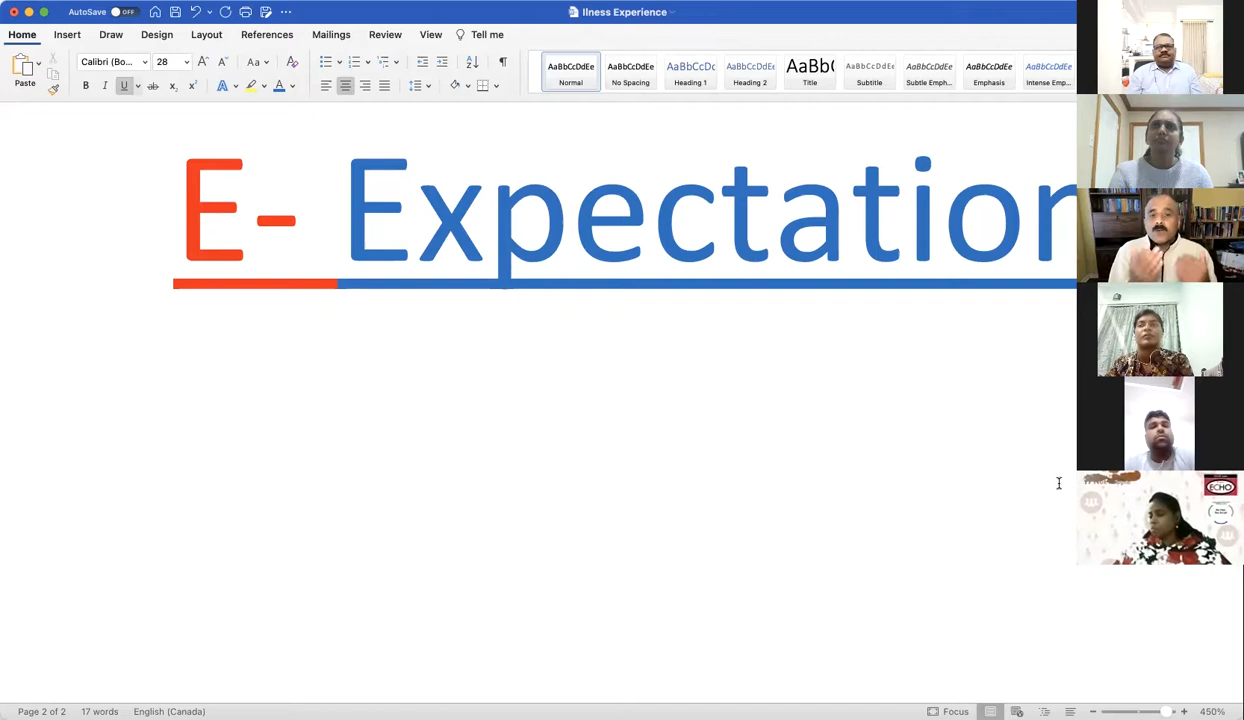 AutoSave OFF
Ilness Experience
Home Insert Draw Design Layout References Mailings Review View Tell me
Paste
Calibri (Bo... 28
AaBbCcDdEe AaBbCcDdEe AaBbCcDc AaBbCcDdEe AaBb( AaBbCcDdEe AaBbCcDdEe AaBbCcDdEe AaBbCcDdEe
Normal No Spacing Heading 1 Heading 2 Title Subtitle Subtle Emph... Emphasis Intense Emp...
E- Expectation
ECHO
Page 2 of 2 17 words English (Canada) Focus 450%